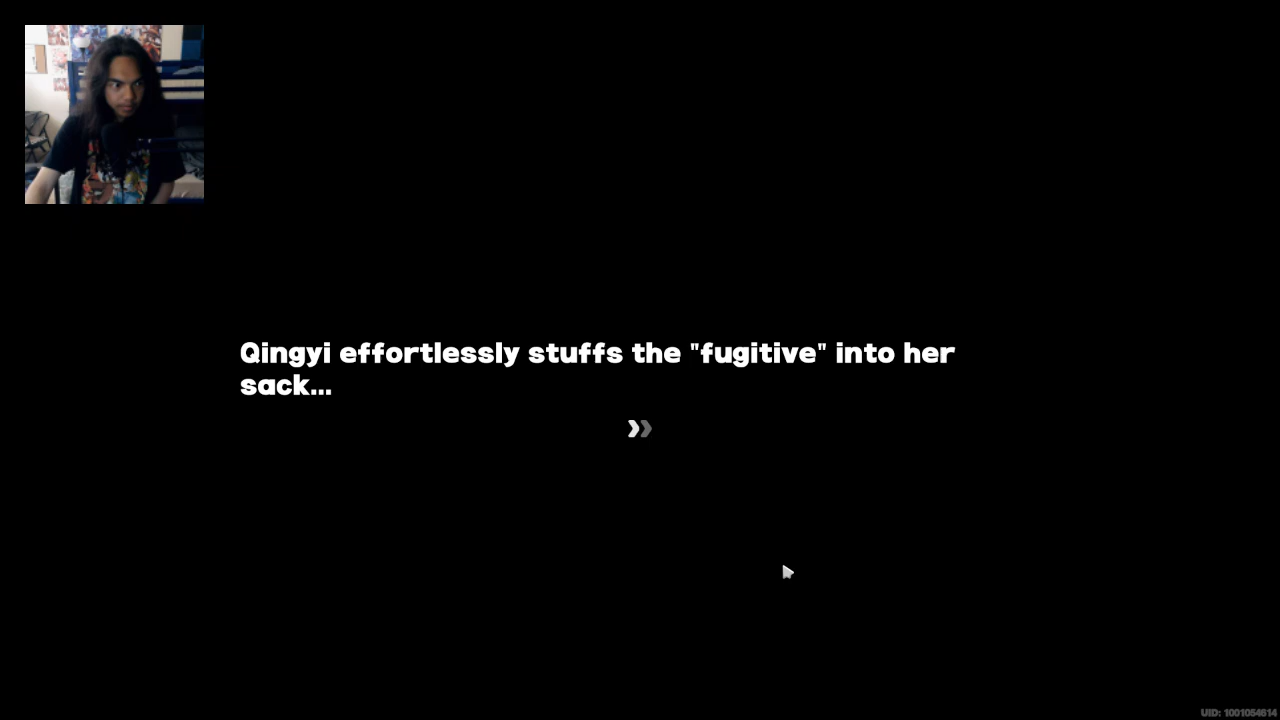 Qingyi effortlessly stuffs the "fugitive" into her
sack...
UID: 1001054614